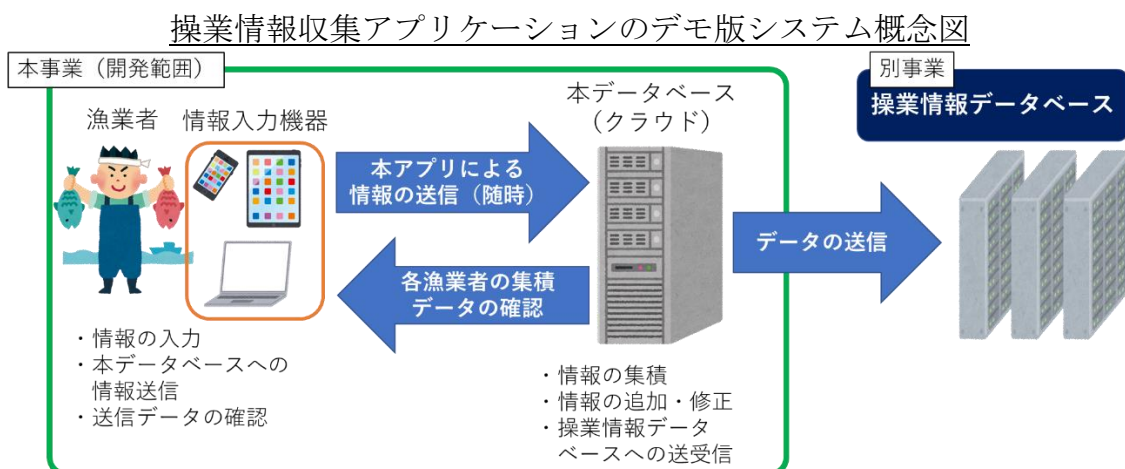 操業情報収集アプリケーションのデモ版システム概念図
本事業（開発範囲）
漁業者
情報入力機器
本アプリによる
情報の送信（随時）
各漁業者の集積
データの確認
・情報の入力
・本データベースへの
情報送信
・送信データの確認
本データベース
（クラウド）
・情報の集積
・情報の追加・修正
・操業情報データ
ベースへの送受信
データの送信
別事業
操業情報データベース